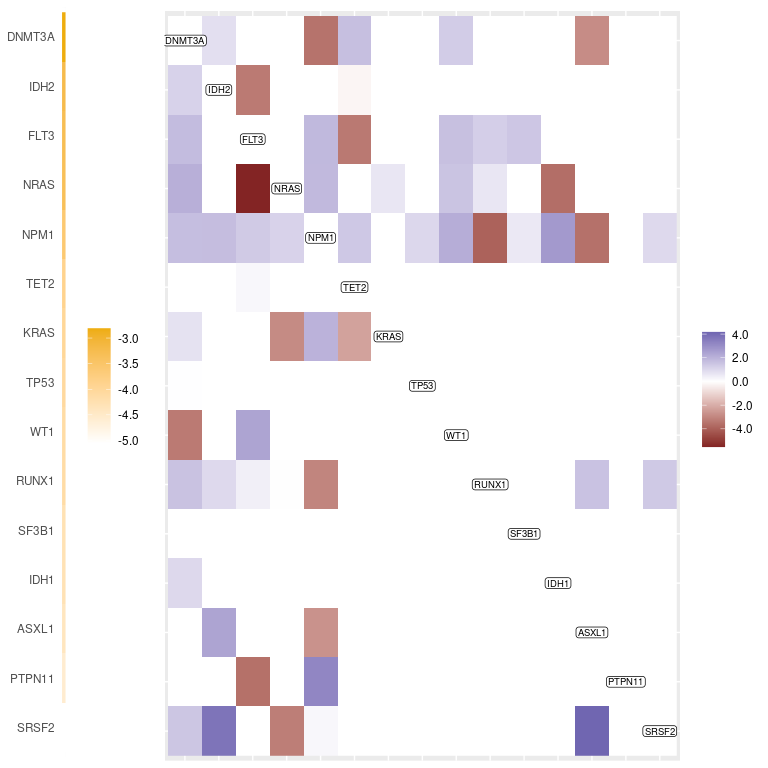 DNMT3A
DNMT3A
IDH2
IDH2
FLT3
FLT3
NRAS
NRAS
NPM1
NPM1
TET2
TET2
KRAS
KRAS
TP53
TP53
WT1
WT1
RUNX1
RUNX1
SF3B1
SF3B1
IDH1
IDH1
ASXL1
ASXL1
PTPN11
PTPN11
SRSF2
SRSF2
-3.0
-3.5
-4.0
-4.5
-5.0
4.0
2.0
0.0
-2.0
-4.0